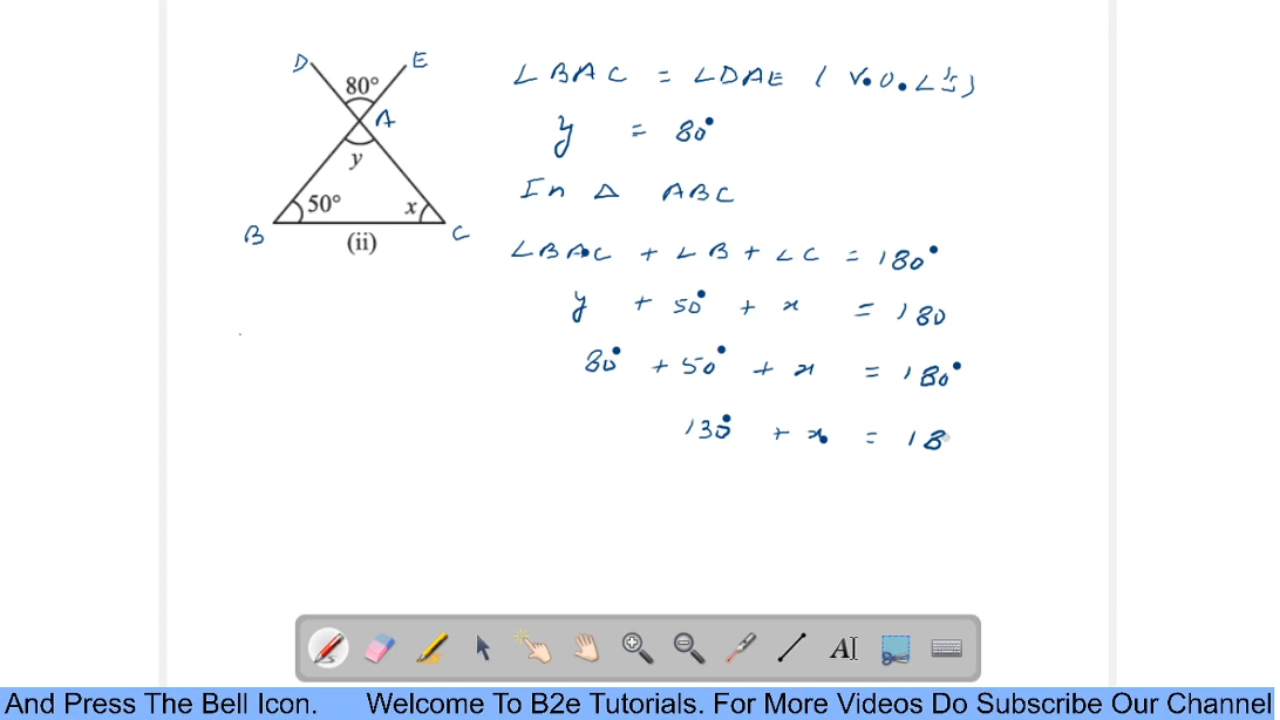 D E
80°
A
y
50° x
B C
(ii)
∠BAC = ∠DAE ( V.O.∠'s )
y = 80°
In Δ ABC
∠BAC + ∠B + ∠C = 180°
y + 50° + x = 180
80° + 50° + x = 180°
130° + x = 18
AI
And Press The Bell Icon. Welcome To B2e Tutorials. For More Videos Do Subscribe Our Channel